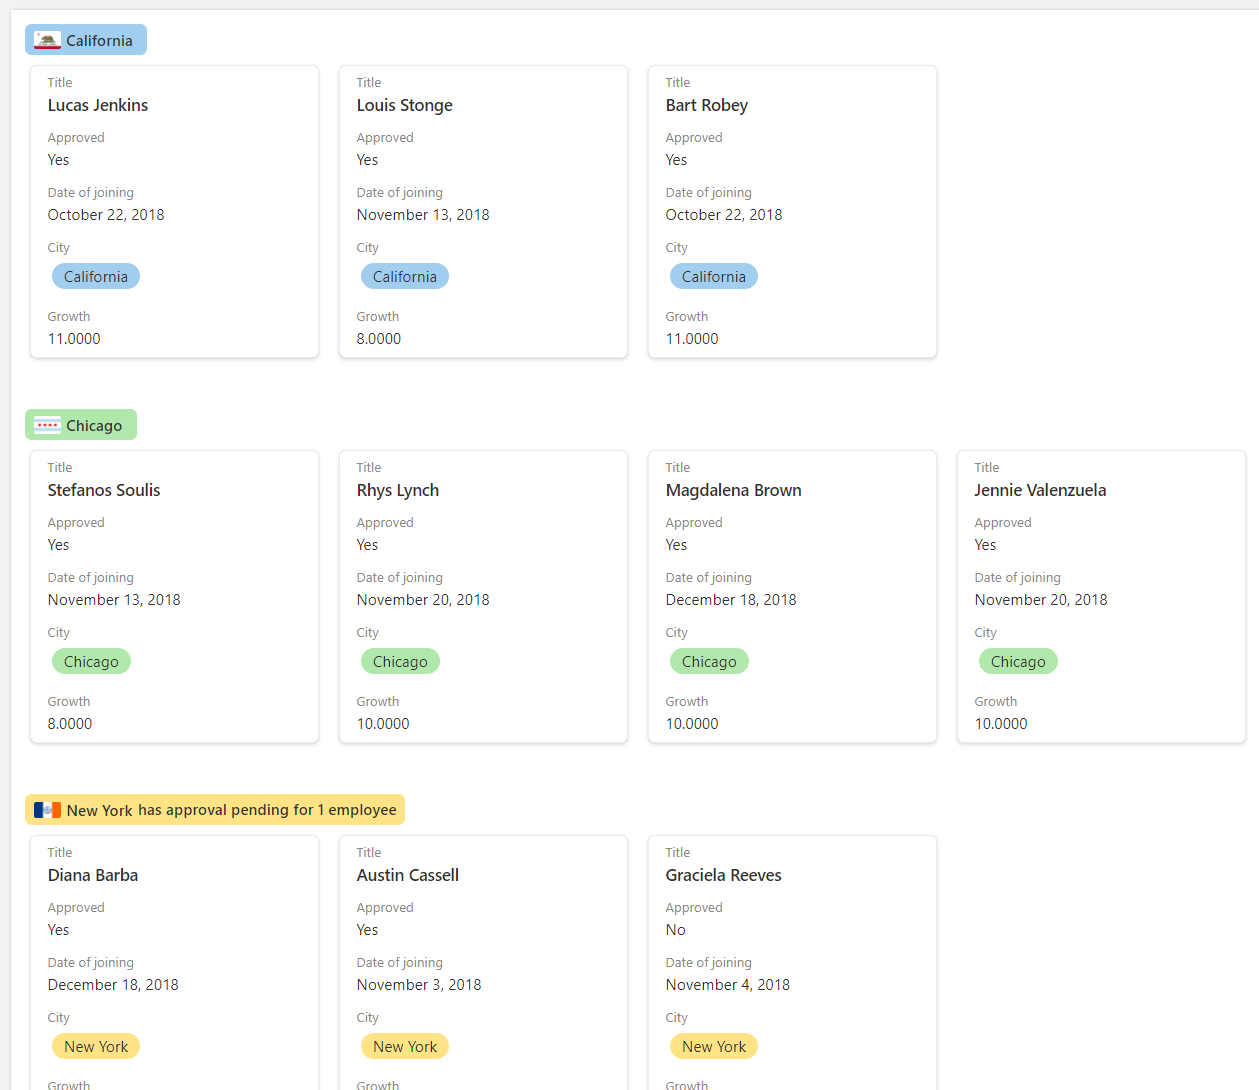 California
Title
Lucas Jenkins
Approved
Yes
Date of joining
October 22, 2018
City
California
Growth
11.0000
Title
Louis Stonge
Approved
Yes
Date of joining
November 13, 2018
City
California
Growth
8.0000
Title
Bart Robey
Approved
Yes
Date of joining
October 22, 2018
City
California
Growth
11.0000
Chicago
Title
Stefanos Soulis
Approved
Yes
Date of joining
November 13, 2018
City
Chicago
Growth
8.0000
Title
Rhys Lynch
Approved
Yes
Date of joining
November 20, 2018
City
Chicago
Growth
10.0000
Title
Magdalena Brown
Approved
Yes
Date of joining
December 18, 2018
City
Chicago
Growth
10.0000
Title
Jennie Valenzuela
Approved
Yes
Date of joining
November 20, 2018
City
Chicago
Growth
10.0000
New York has approval pending for 1 employee
Title
Diana Barba
Approved
Yes
Date of joining
December 18, 2018
City
New York
Growth
Title
Austin Cassell
Approved
Yes
Date of joining
November 3, 2018
City
New York
Growth
Title
Graciela Reeves
Approved
No
Date of joining
November 4, 2018
City
New York
Growth